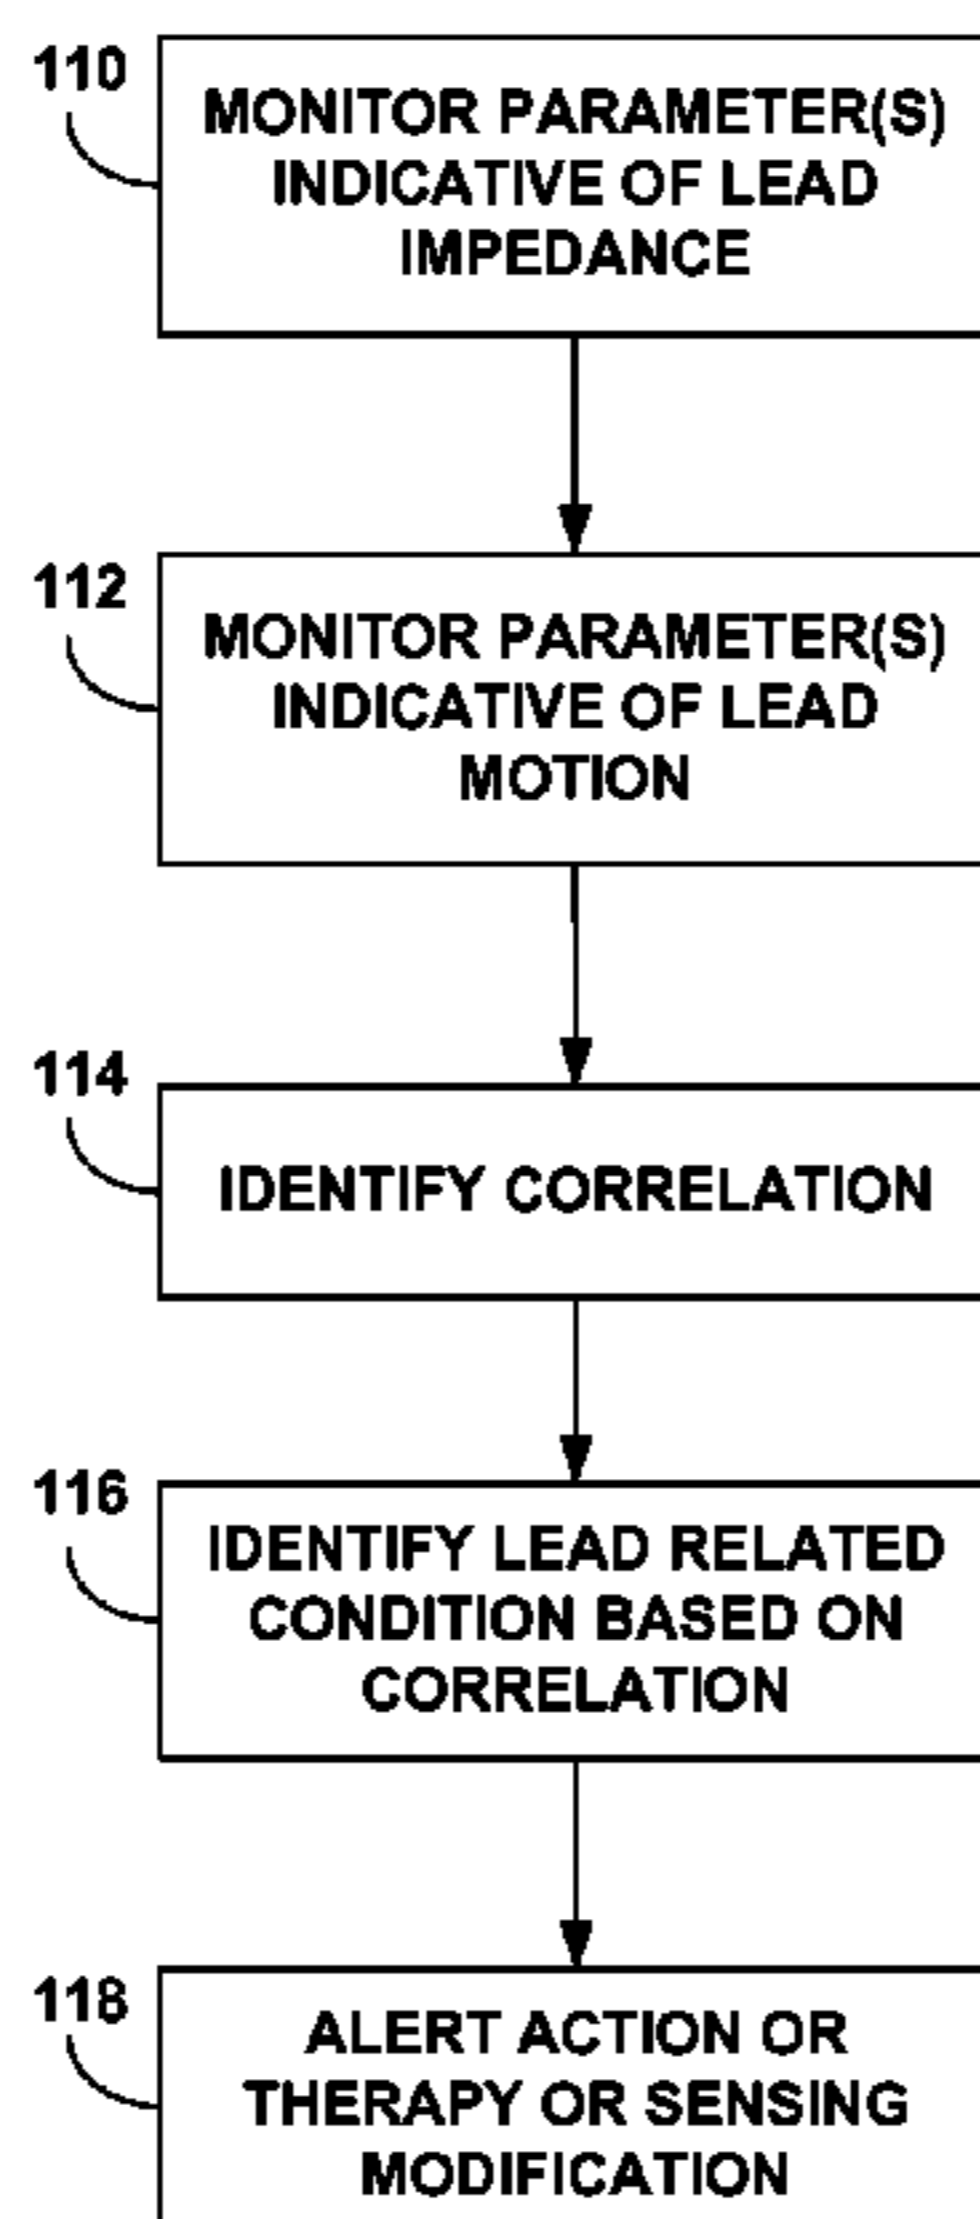 110
MONITOR PARAMETER(S)
INDICATIVE OF LEAD
IMPEDANCE
112
MONITOR PARAMETER(S)
INDICATIVE OF LEAD
MOTION
114
IDENTIFY CORRELATION
116
IDENTIFY LEAD RELATED
CONDITION BASED ON
CORRELATION
118
ALERT ACTION OR
THERAPY OR SENSING
MODIFICATION